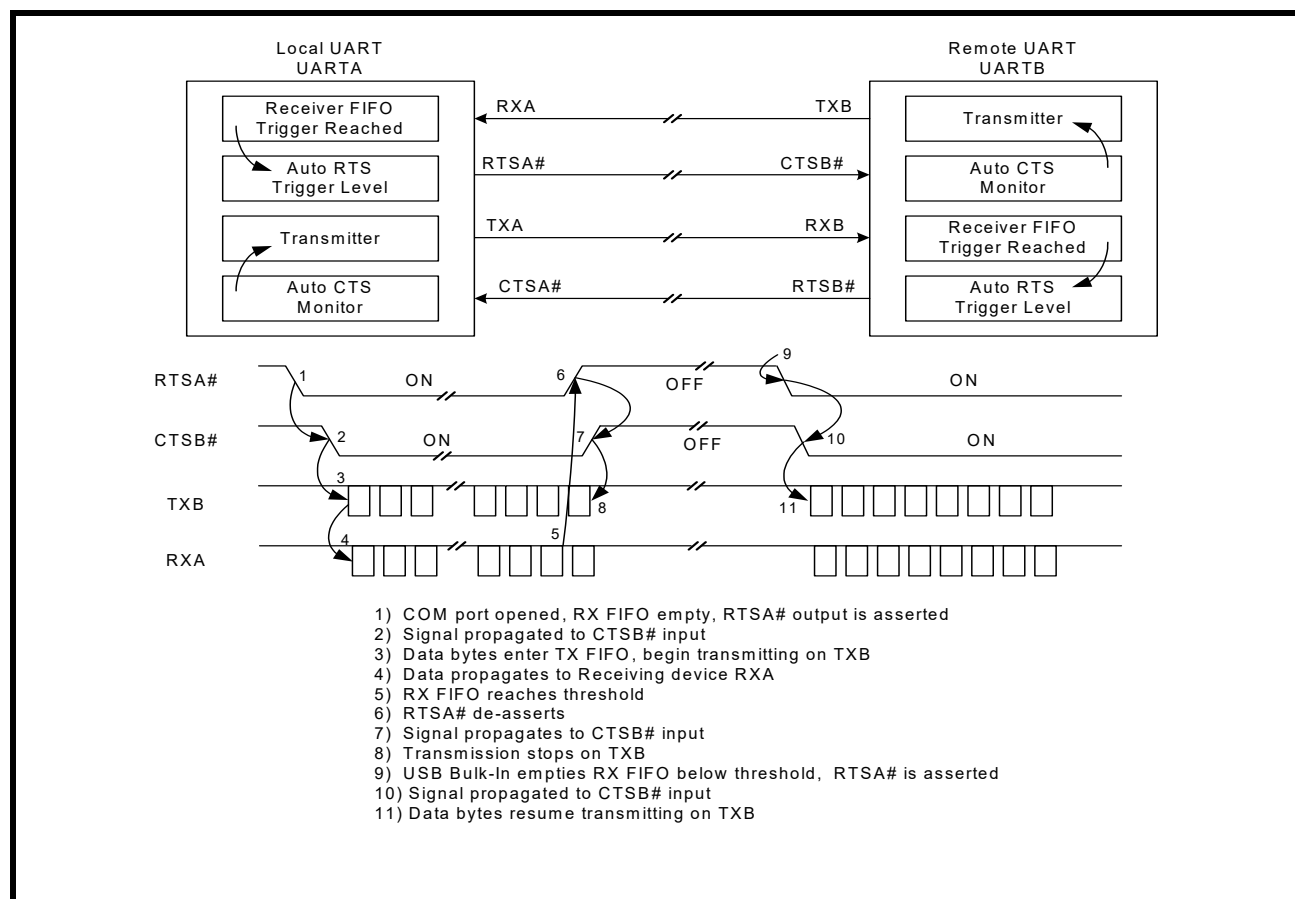 Local UART
UARTA
Remote UART
UARTB
Receiver FIFO
Trigger Reached
Auto RTS
Trigger Level
Transmitter
Auto CTS
Monitor
RXA
TXB
RTSA#
CTSB#
TXA
RXB
CTSA#
RTSB#
Transmitter
Auto CTS
Monitor
Receiver FIFO
Trigger Reached
Auto RTS
Trigger Level
RTSA#
1
ON
6
OFF
9
ON
CTSB#
2
ON
7
OFF
10
ON
TXB
3
8
11
RXA
4
5
1) COM port opened, RX FIFO empty, RTSA# output is asserted
2) Signal propagated to CTSB# input
3) Data bytes enter TX FIFO, begin transmitting on TXB
4) Data propagates to Receiving device RXA
5) RX FIFO reaches threshold
6) RTSA# de-asserts
7) Signal propagates to CTSB# input
8) Transmission stops on TXB
9) USB Bulk-In empties RX FIFO below threshold, RTSA# is asserted
10) Signal propagated to CTSB# input
11) Data bytes resume transmitting on TXB